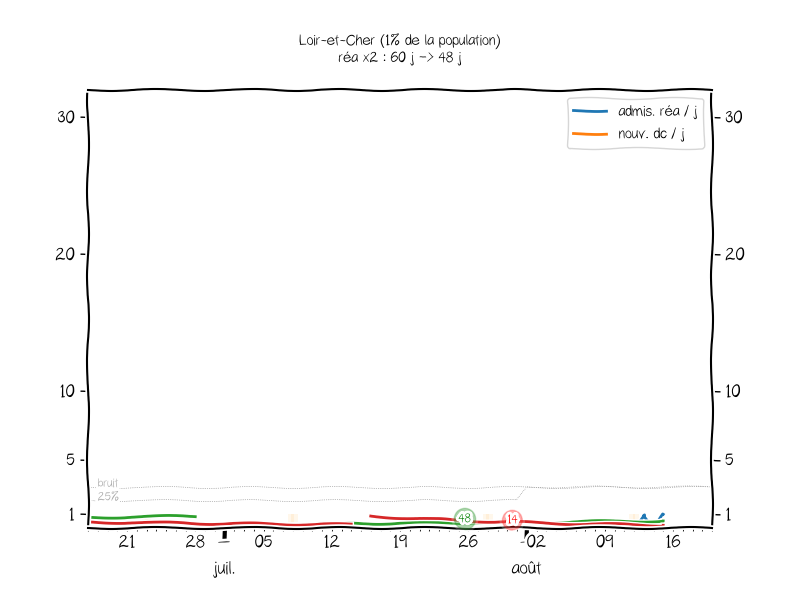 Loir-et-Cher (1% de la population)
réa x2 : 60 j -> 48 j
admis. réa / j
nouv. dc / j
30
30
20
20
10
10
5
5
bruit
25%
1
48
14
1
21 28 05 12 19 26 02 09 16
juil. août